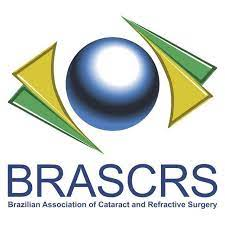 BRASCRS
Brazilian Association of Cataract and Refractive Surgery